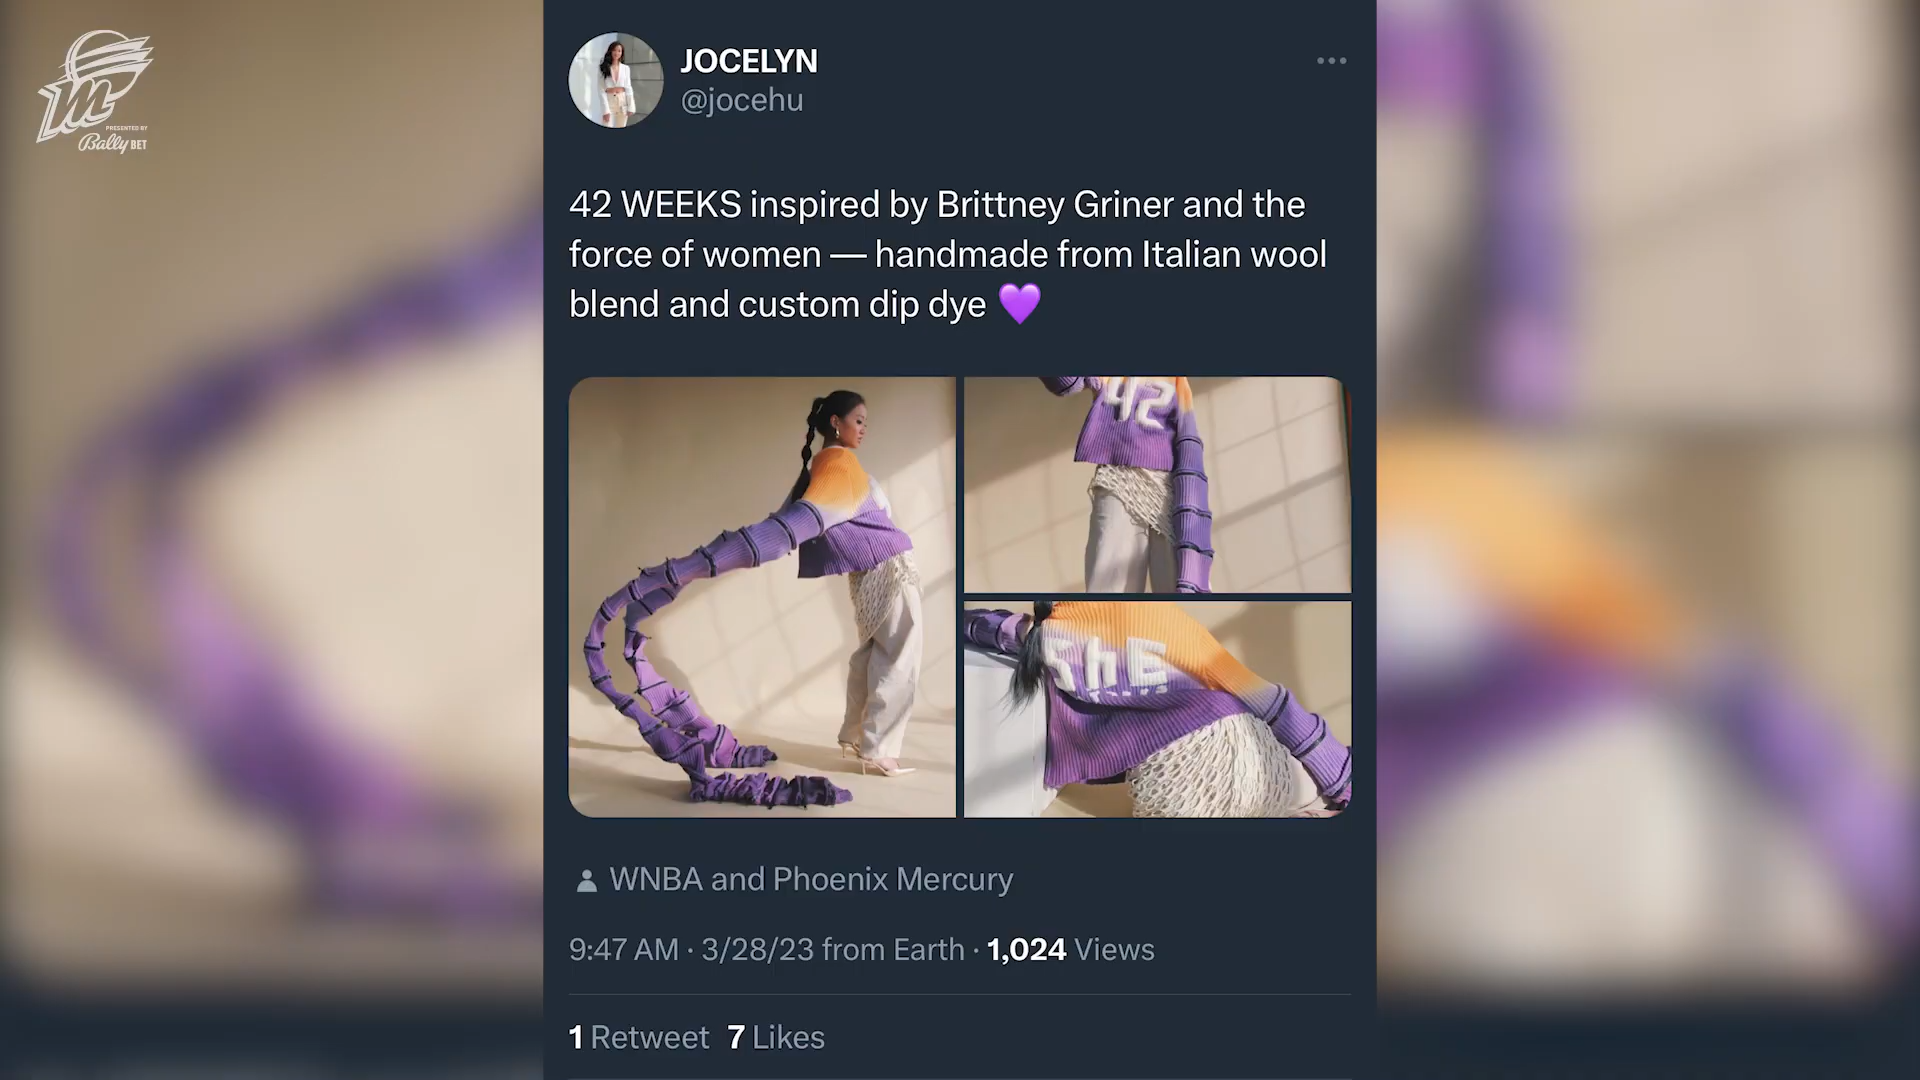 M
PRESENTED BY
Bally BET
JOCELYN
@jocehu
42 WEEKS inspired by Brittney Griner and the
force of women — handmade from Italian wool
blend and custom dip dye 💜
42
ShE
WNBA and Phoenix Mercury
9:47 AM · 3/28/23 from Earth · 1,024 Views
1 Retweet 7 Likes